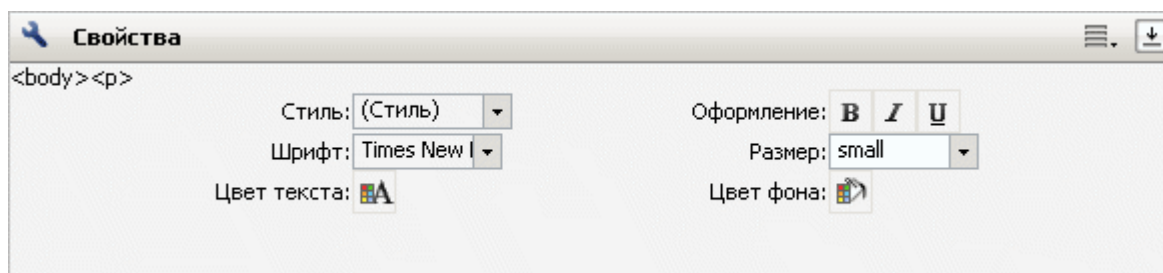 Свойства
<body><p>
Стиль: (Стиль) Оформление: B I U
Шрифт: Times New Размер: small
Цвет текста: A Цвет фона: